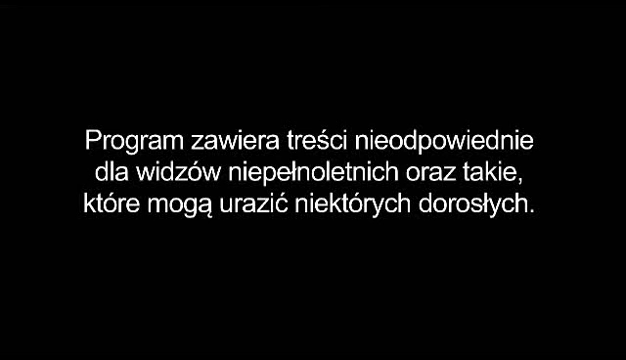 Program zawiera treści nieodpowiednie
dla widzów niepełnoletnich oraz takie,
które mogą urazić niektórych dorosłych.